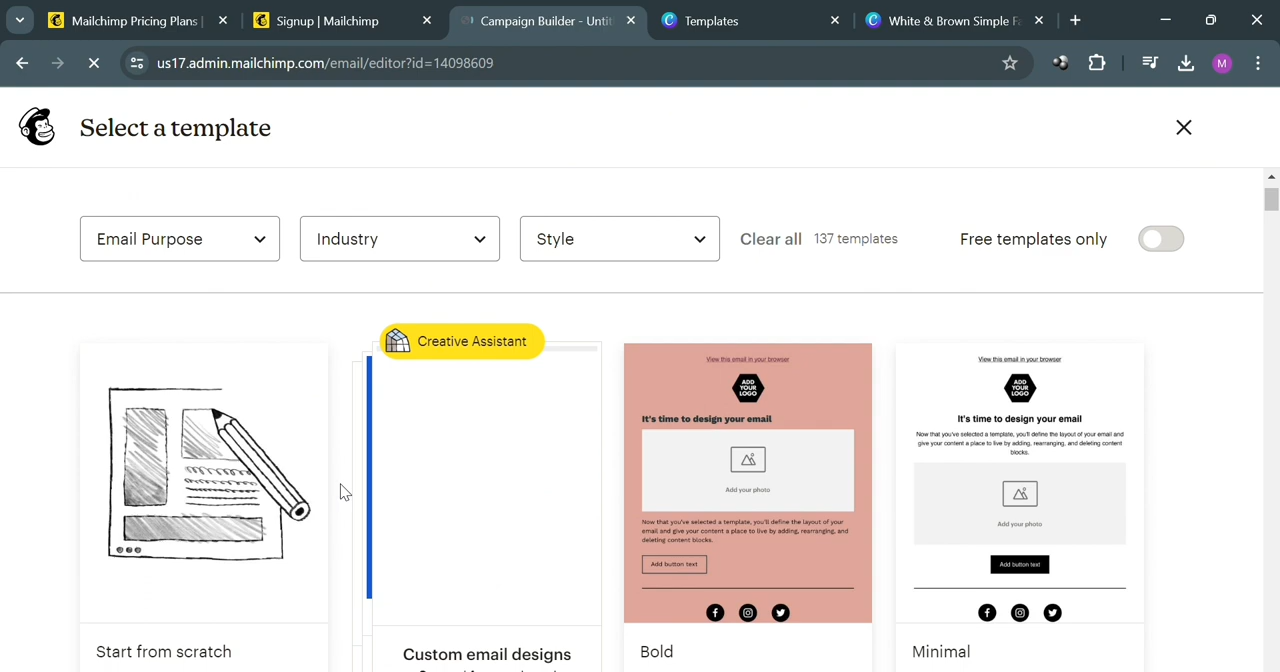 Mailchimp Pricing Plans |
Signup | Mailchimp
Campaign Builder - Untit
Templates
White & Brown Simple Fa
us17.admin.mailchimp.com/email/editor?id=14098609
M
Select a template
Email Purpose
Industry
Style
Clear all
137 templates
Free templates only
Creative Assistant
View this email in your browser
ADD
YOUR
LOGO
It's time to design your email
Add your photo
Now that you've selected a template, you'll define the layout of your
email and give your content a place to live by adding, rearranging, and
deleting content blocks.
Add button text
View this email in your browser
ADD
YOUR
LOGO
It's time to design your email
Now that you've selected a template, you'll define the layout of your email and
give your content a place to live by adding, rearranging, and deleting content
blocks.
Add your photo
Add button text
Start from scratch
Custom email designs
Bold
Minimal